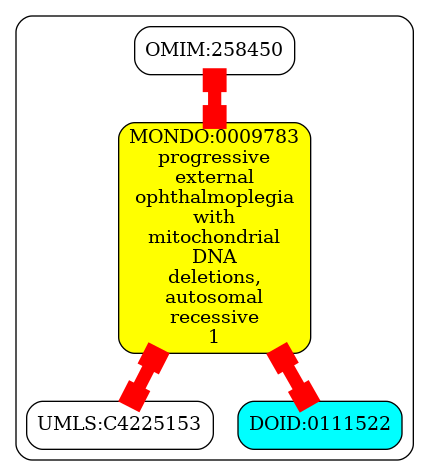 OMIM:258450
MONDO:0009783
progressive
external
ophthalmoplegia
with
mitochondrial
DNA
deletions,
autosomal
recessive
1
UMLS:C4225153
DOID:0111522